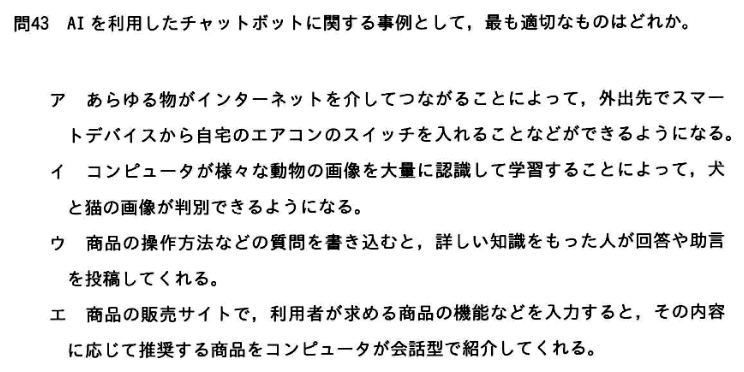 問43 AIを利用したチャットボットに関する事例として，最も適切なものはどれか。
ア あらゆる物がインターネットを介してつながることによって，外出先でスマー
トデバイスから自宅のエアコンのスイッチを入れることなどができるようになる。
イ コンピュータが様々な動物の画像を大量に認識して学習することによって，犬
と猫の画像が判別できるようになる。
ウ 商品の操作方法などの質問を書き込むと，詳しい知識をもった人が回答や助言
を投稿してくれる。
エ 商品の販売サイトで，利用者が求める商品の機能などを入力すると，その内容
に応じて推奨する商品をコンピュータが会話型で紹介してくれる。